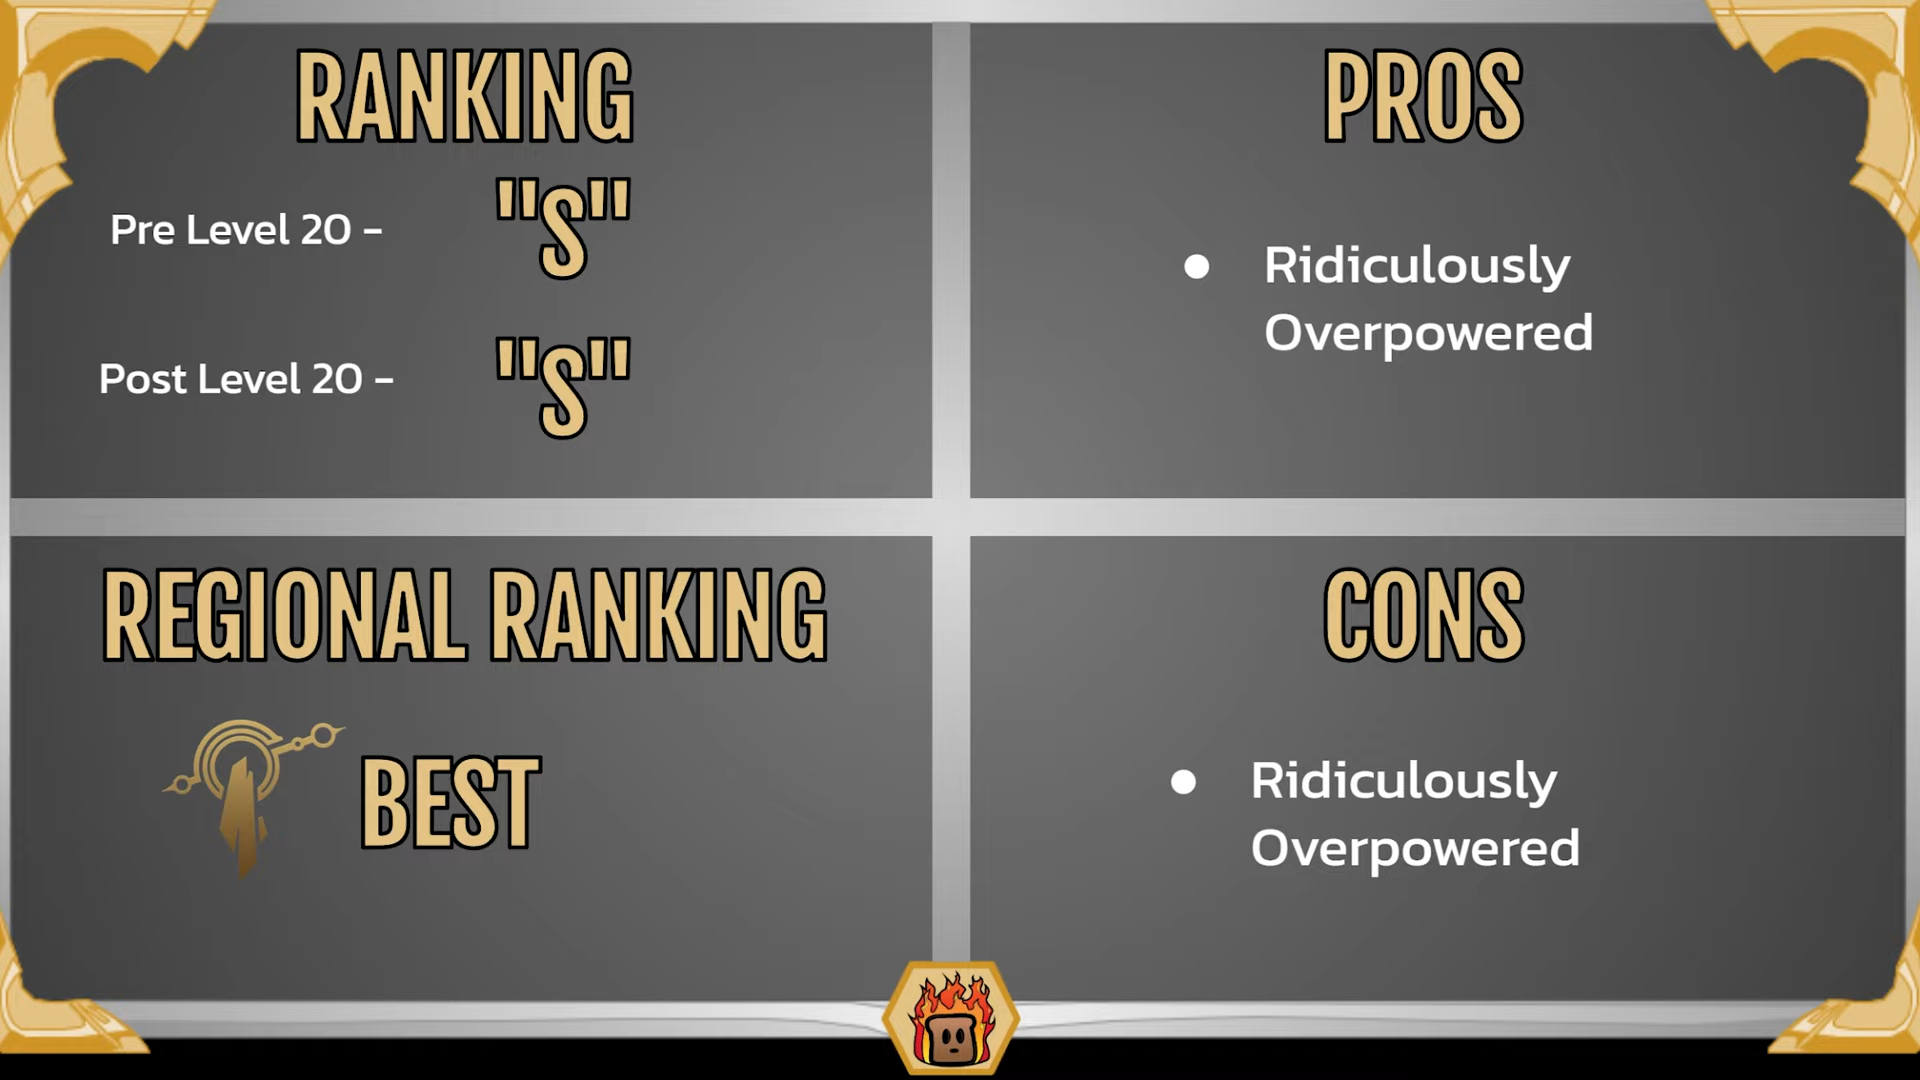 RANKING
Pre Level 20 - "S"
Post Level 20 - "S"
PROS
● Ridiculously
Overpowered
REGIONAL RANKING
BEST
CONS
● Ridiculously
Overpowered